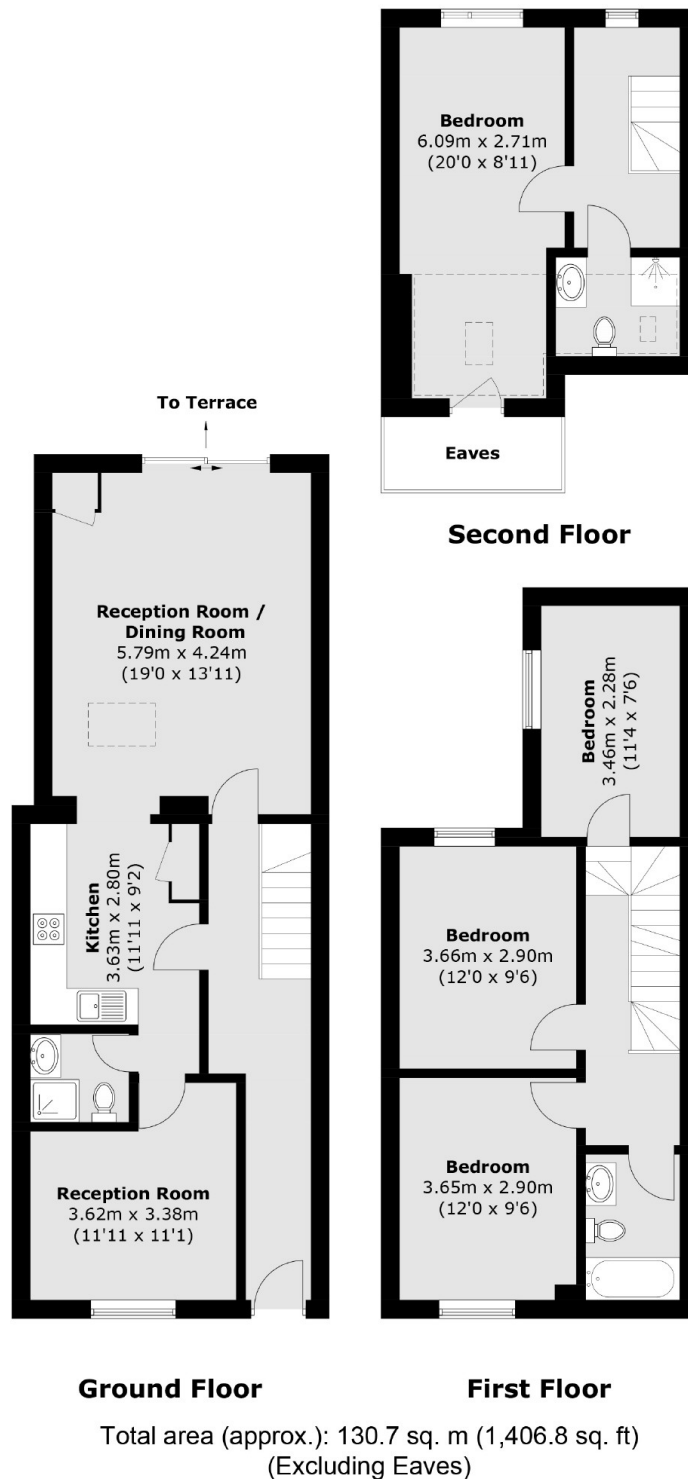 Bedroom
6.09m x 2.71m
(20'0 x 8'11)
Eaves
Second Floor
To Terrace
Reception Room /
Dining Room
5.79m x 4.24m
(19'0 x 13'11)
Kitchen
3.63m x 2.80m
(11'11 x 9'2)
Reception Room
3.62m x 3.38m
(11'11 x 11'1)
Ground Floor
Bedroom
3.46m x 2.28m
(11'4 x 7'6)
Bedroom
3.66m x 2.90m
(12'0 x 9'6)
Bedroom
3.65m x 2.90m
(12'0 x 9'6)
First Floor
Total area (approx.): 130.7 sq. m (1,406.8 sq. ft)
(Excluding Eaves)